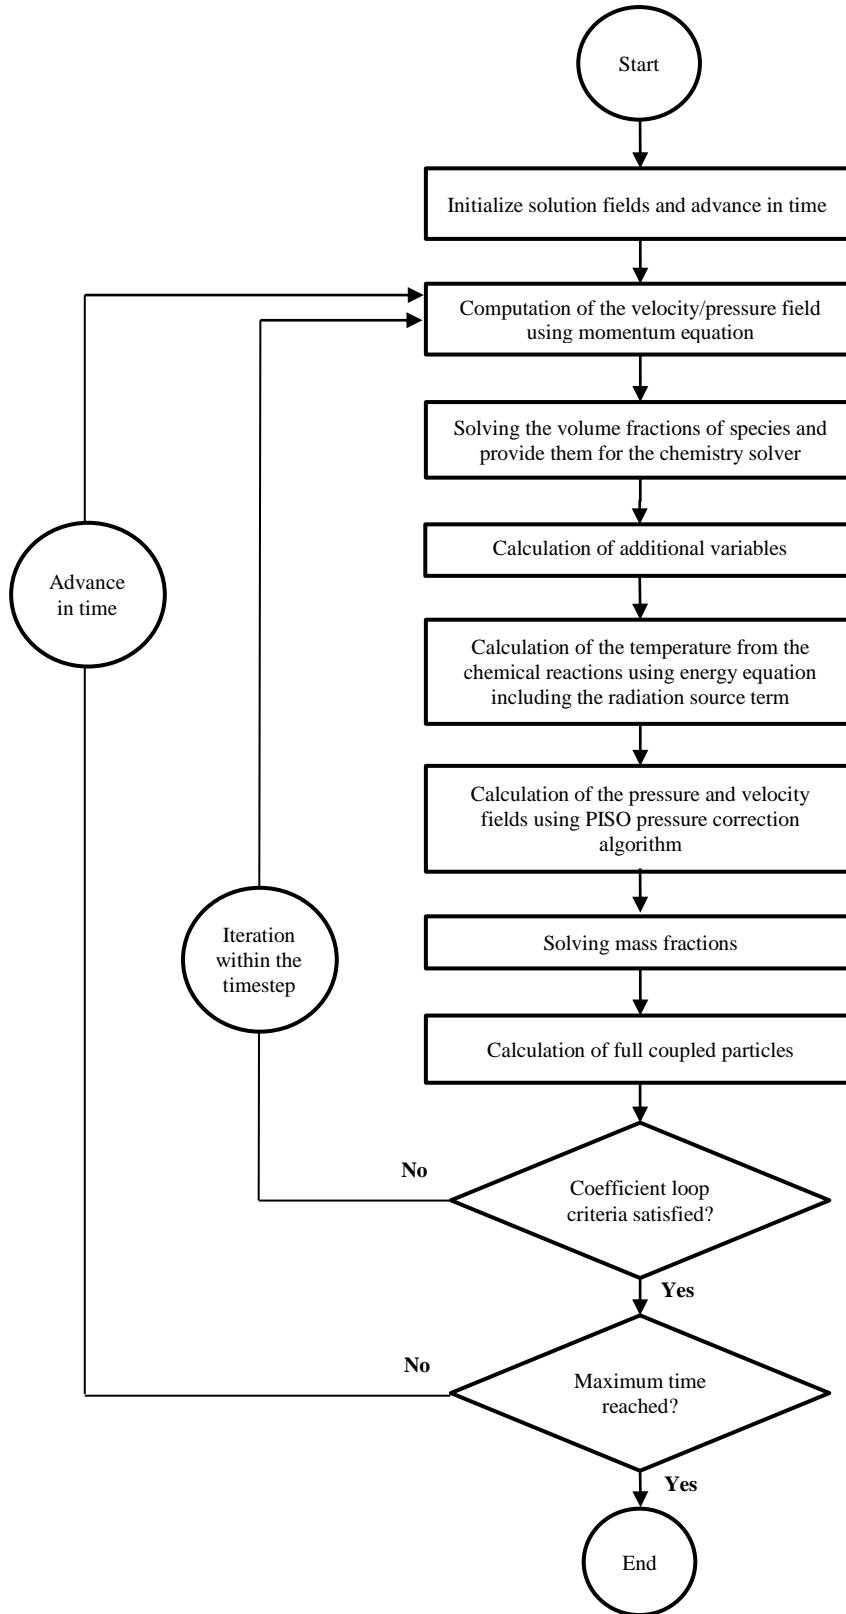 Start
Initialize solution fields and advance in time
Computation of the velocity/pressure field
using momentum equation
Solving the volume fractions of species and
provide them for the chemistry solver
Calculation of additional variables
Advance
in time
Calculation of the temperature from the
chemical reactions using energy equation
including the radiation source term
Calculation of the pressure and velocity
fields using PISO pressure correction
algorithm
Iteration
within the
timestep
Solving mass fractions
Calculation of full coupled particles
No
Coefficient loop
criteria satisfied?
Yes
No
Maximum time
reached?
Yes
End